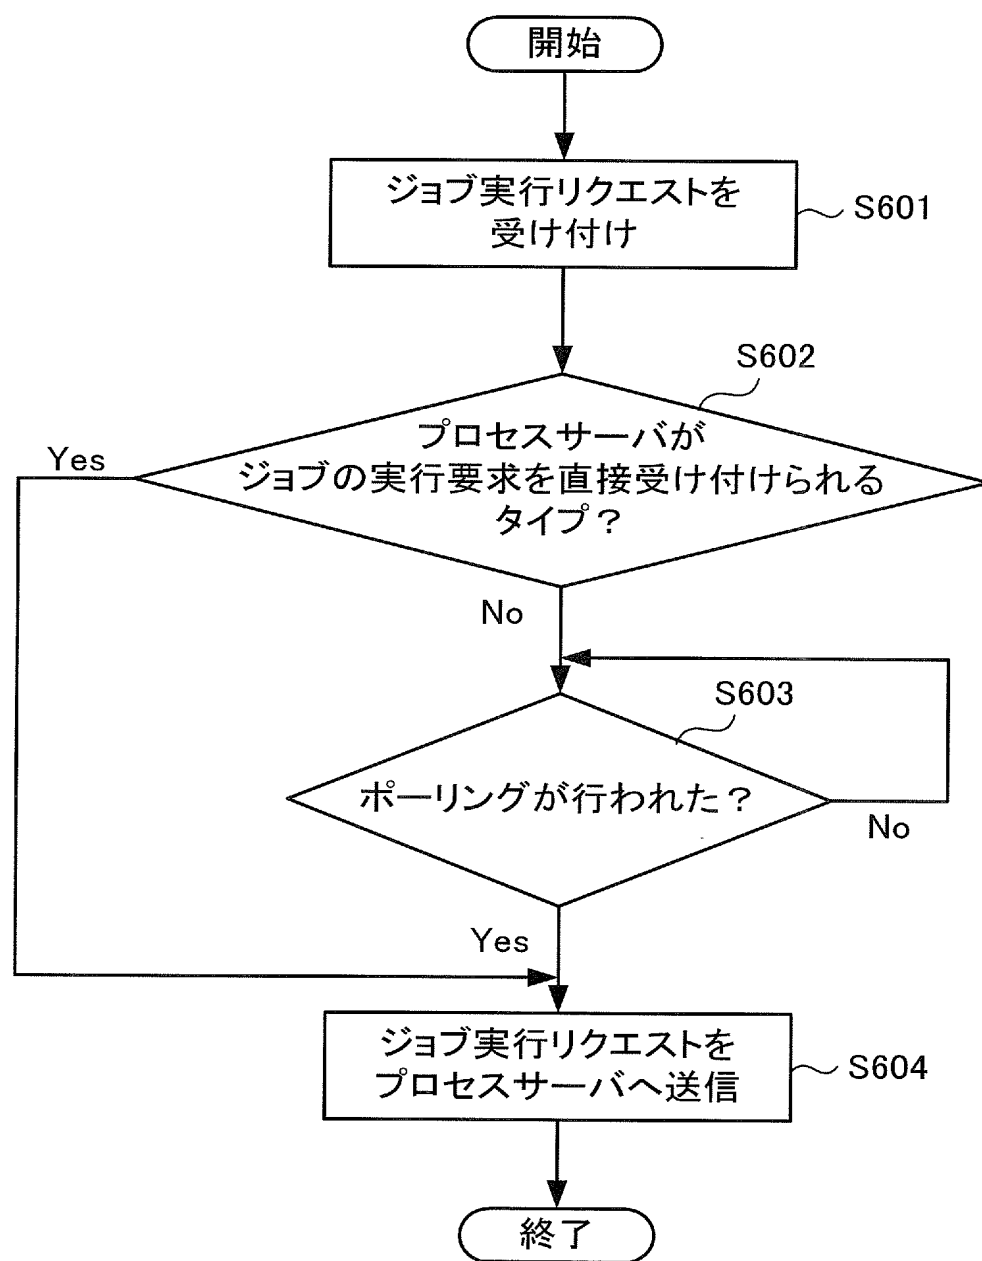 開始
ジョブ実行リクエストを
受け付け
S601
S602
プロセスサーバが
ジョブの実行要求を直接受け付けられる
タイプ？
Yes
No
S603
ポーリングが行われた？
No
Yes
ジョブ実行リクエストを
プロセスサーバへ送信
S604
終了